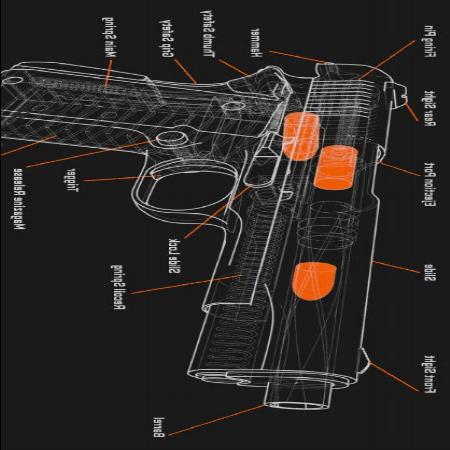 Firing Pin
Rear Sight
Ejection Port
Slide
Front Sight
Hammer
Thumb Safety
Grip Safety
Main Spring
Magazine Release
Trigger
Slide Lock
Recoil Spring
Barrel